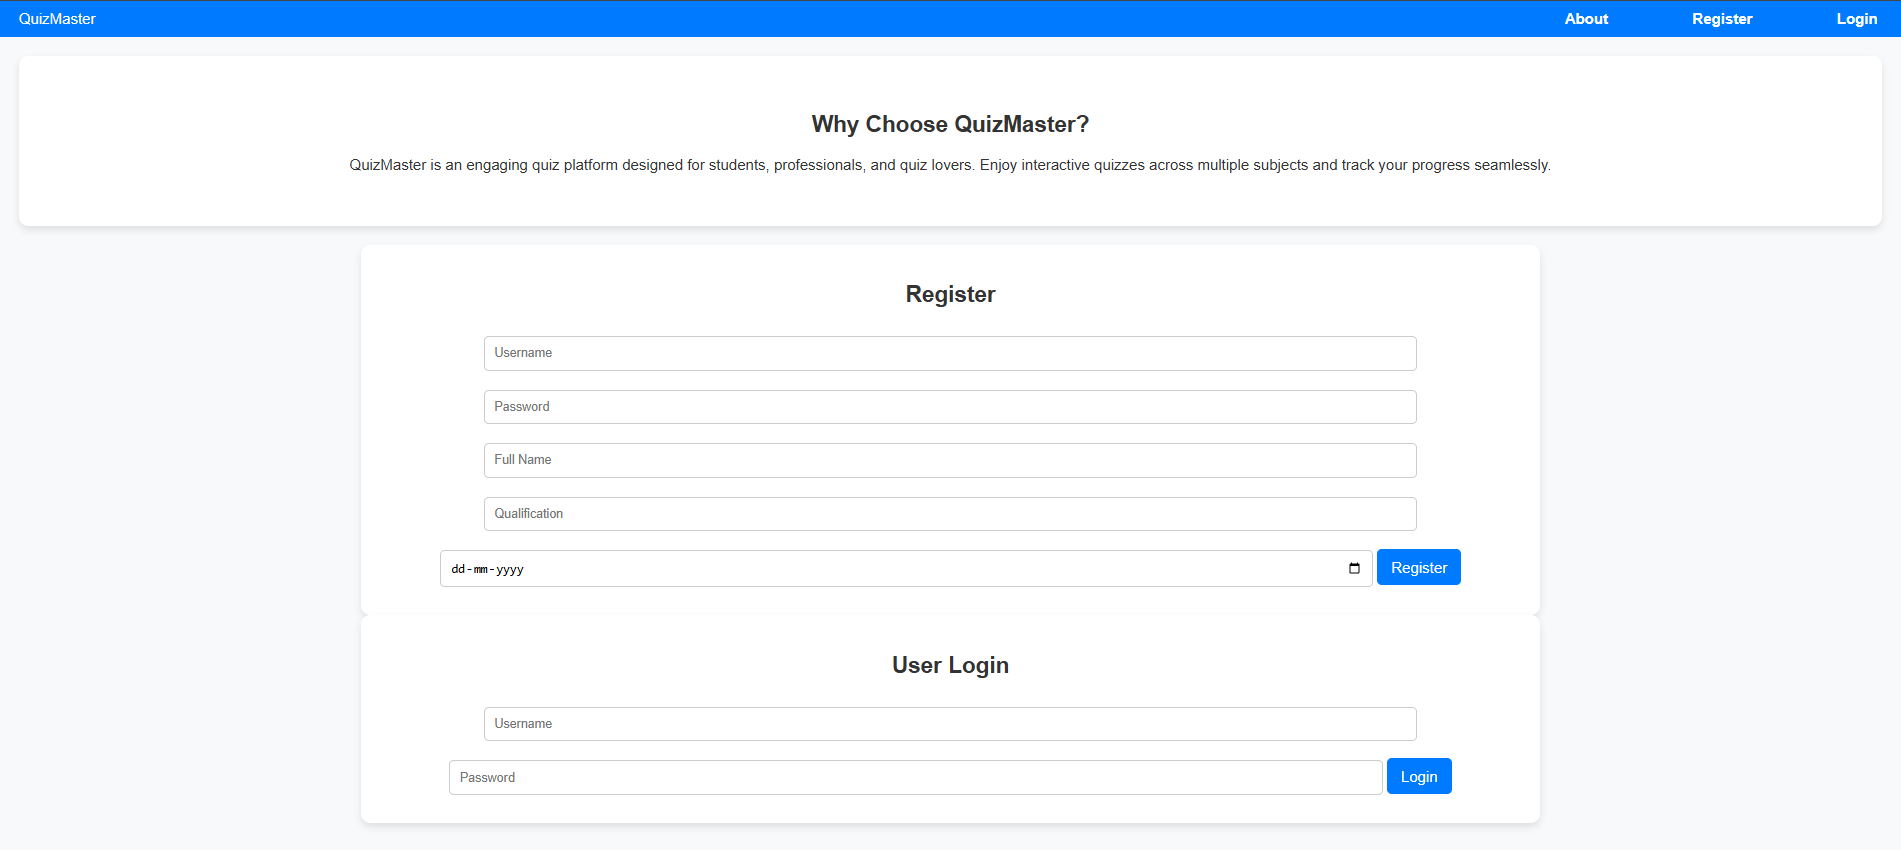 QuizMaster
About
Register
Login
Why Choose QuizMaster?
QuizMaster is an engaging quiz platform designed for students, professionals, and quiz lovers. Enjoy interactive quizzes across multiple subjects and track your progress seamlessly.
Register
Username
Password
Full Name
Qualification
dd-mm-yyyy
Register
User Login
Username
Password
Login